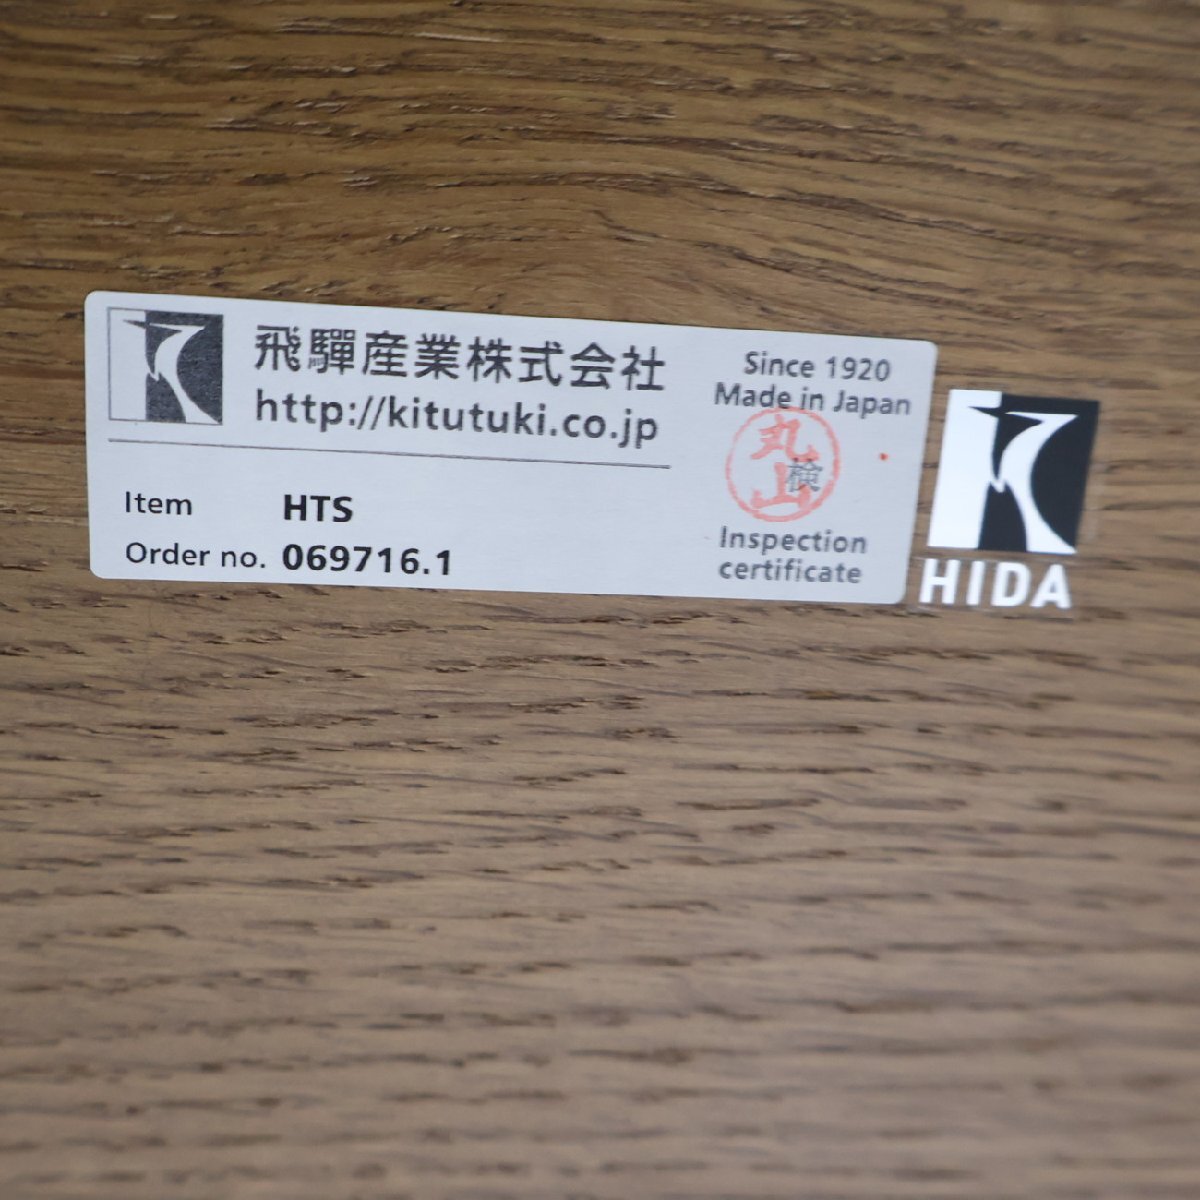 飛驒産業株式会社
http://kitutuki.co.jp
Item HTS
Order no. 069716.1
Since 1920
Made in Japan
丸山
検
Inspection
certificate
HIDA